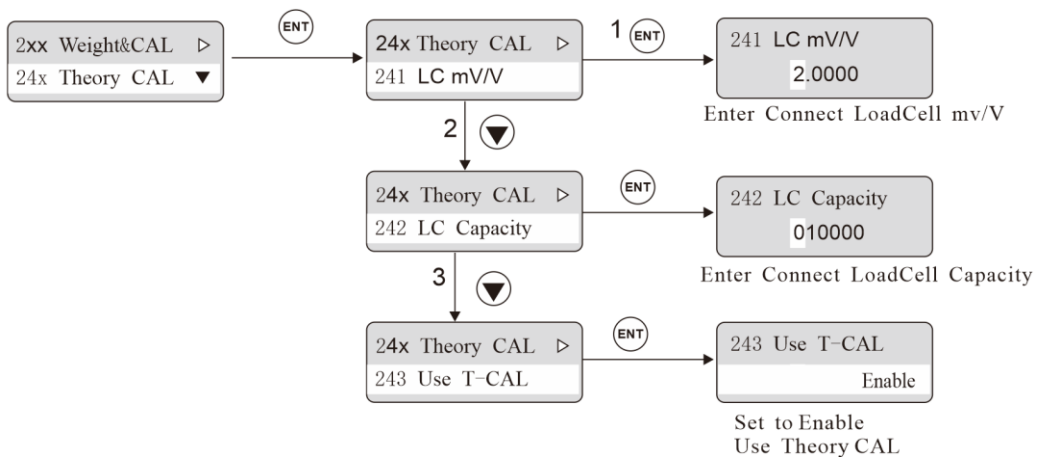 2xx Weight&CAL ▷
24x Theory CAL ▼
ENT
24x Theory CAL ▷
241 LC mV/V
1 ENT
241 LC mV/V
2.0000
Enter Connect LoadCell mv/V
2 ▼
24x Theory CAL ▷
242 LC Capacity
ENT
242 LC Capacity
010000
Enter Connect LoadCell Capacity
3 ▼
24x Theory CAL ▷
243 Use T-CAL
ENT
243 Use T-CAL
Enable
Set to Enable
Use Theory CAL